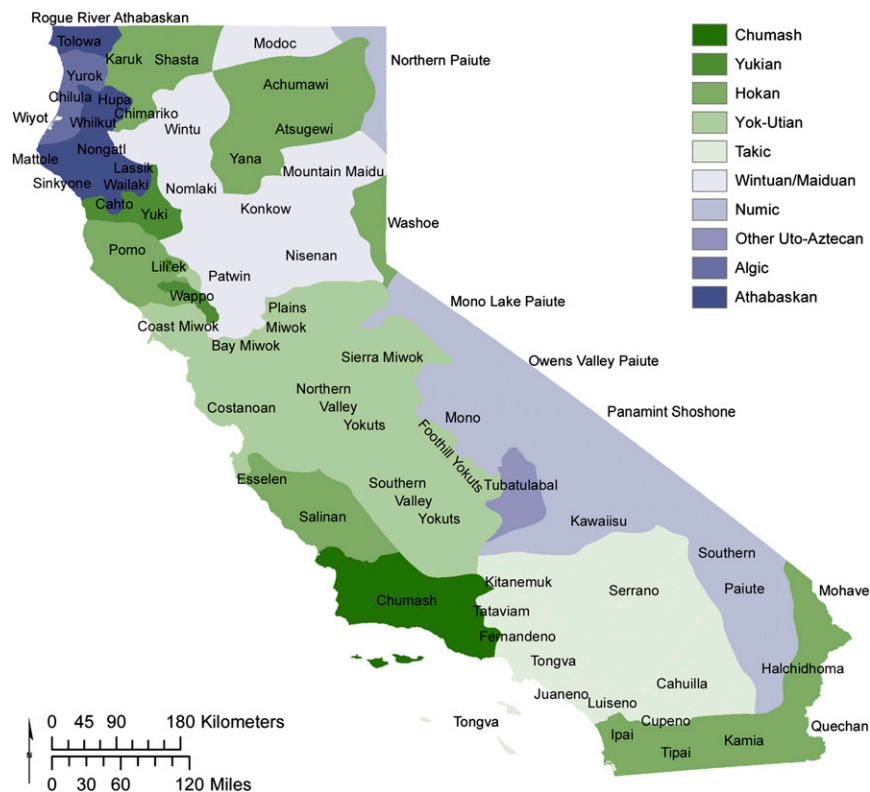 Rogue River Athabaskan
Tolowa
Karuk
Shasta
Modoc
Northern Paiute
Yurok
Achumawi
Chilula
Hupa
Chimariko
Wiyot
Whilkut
Wintu
Atsugewi
Nongatl
Mattole
Yana
Lassik
Mountain Maidu
Sinkyone
Wailaki
Nomlaki
Cahto
Yuki
Konkow
Washoe
Pomo
Nisenan
Lili'ek
Patwin
Wappo
Plains
Miwok
Mono Lake Paiute
Coast Miwok
Bay Miwok
Sierra Miwok
Owens Valley Paiute
Northern
Valley
Yokuts
Costanoan
Mono
Panamint Shoshone
Foothill Yokuts
Esselen
Southern
Valley
Yokuts
Tubatulabal
Salinan
Kawaiisu
Southern
Paiute
Kitanemuk
Serrano
Mohave
Chumash
Tataviam
Fernandeno
Tongva
Halchidhoma
Cahuilla
Juaneno
Luiseno
Tongva
Cupeno
Quechan
Ipai
Kamia
Tipai
Chumash
Yukian
Hokan
Yok-Utian
Takic
Wintuan/Maiduan
Numic
Other Uto-Aztecan
Algic
Athabaskan
0 45 90 180 Kilometers
N
0 30 60 120 Miles